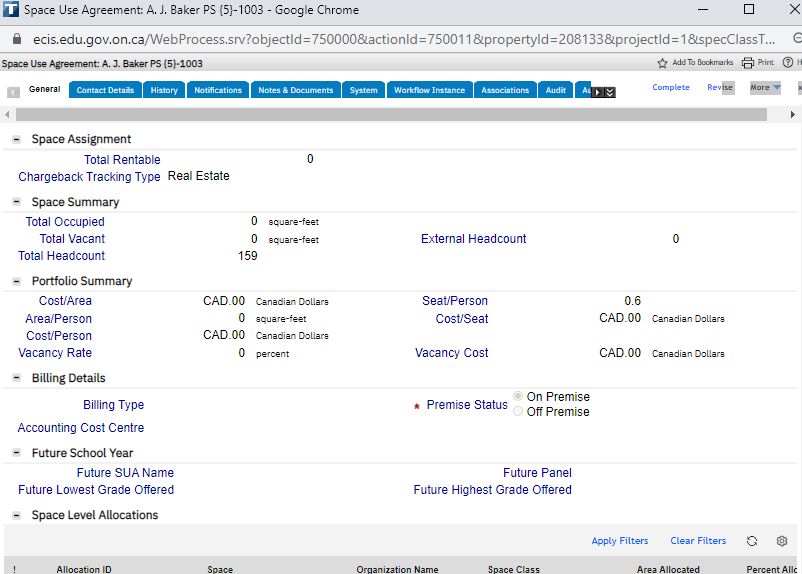 Space Use Agreement: A. J. Baker PS {5}-1003 - Google Chrome
ecis.edu.gov.on.ca/WebProcess.srv?objectId=750000&actionId=750011&propertyId=208133&projectId=1&specClassT...
Space Use Agreement: A. J. Baker PS {5}-1003 Add To Bookmarks Print ? H
General Contact Details History Notifications Notes & Documents System Workflow Instance Associations Audit Complete Revise More
Space Assignment
Total Rentable 0
Chargeback Tracking Type Real Estate
Space Summary
Total Occupied 0 square-feet
Total Vacant 0 square-feet External Headcount 0
Total Headcount 159
Portfolio Summary
Cost/Area CAD.00 Canadian Dollars Seat/Person 0.6
Area/Person 0 square-feet Cost/Seat CAD.00 Canadian Dollars
Cost/Person CAD.00 Canadian Dollars
Vacancy Rate 0 percent Vacancy Cost CAD.00 Canadian Dollars
Billing Details
Billing Type * Premise Status On Premise
Off Premise
Accounting Cost Centre
Future School Year
Future SUA Name Future Panel
Future Lowest Grade Offered Future Highest Grade Offered
Space Level Allocations
Apply Filters Clear Filters
! Allocation ID Space Organization Name Space Class Area Allocated Percent Alloc